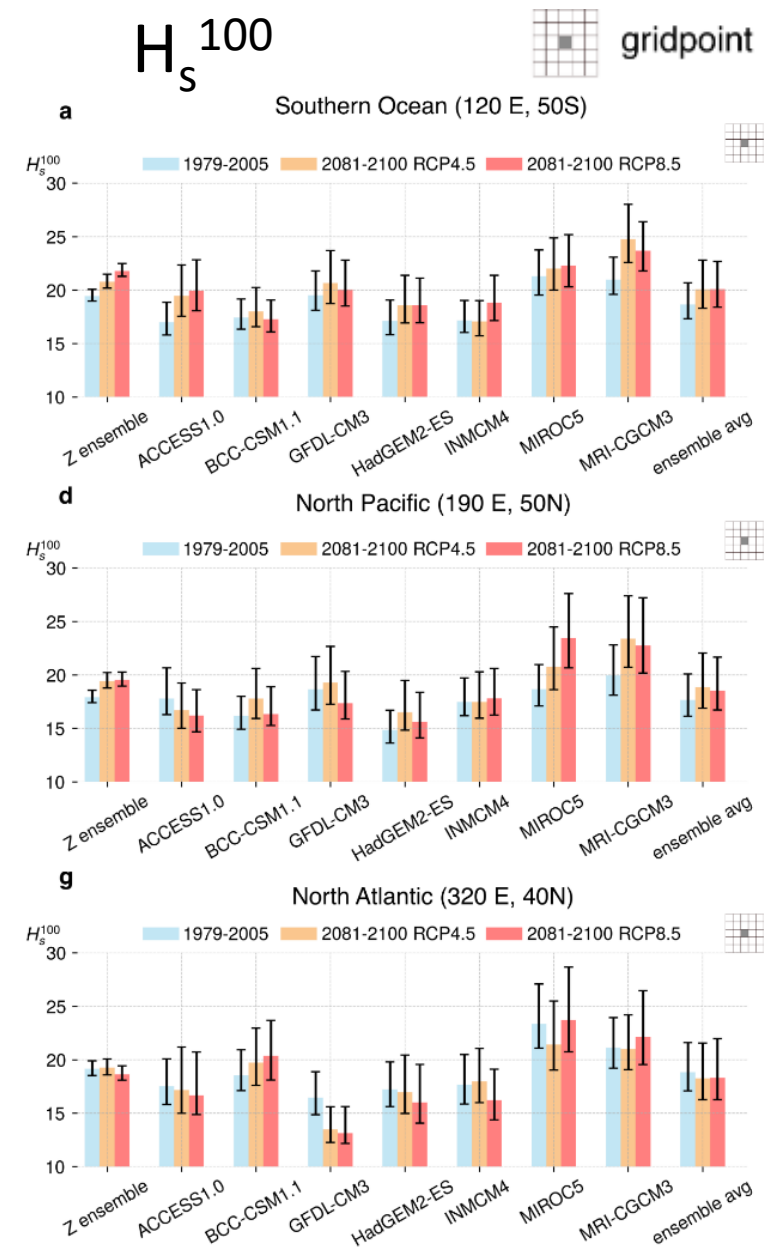 Hs100
gridpoint
a
Southern Ocean (120 E, 50S)
Hs100 1979-2005 2081-2100 RCP4.5 2081-2100 RCP8.5
30
25
20
15
10
Z ensemble ACCESS1.0 BCC-CSM1.1 GFDL-CM3 HadGEM2-ES INMCM4 MIROC5 MRI-CGCM3 ensemble avg
d
North Pacific (190 E, 50N)
Hs100 1979-2005 2081-2100 RCP4.5 2081-2100 RCP8.5
30
25
20
15
10
Z ensemble ACCESS1.0 BCC-CSM1.1 GFDL-CM3 HadGEM2-ES INMCM4 MIROC5 MRI-CGCM3 ensemble avg
g
North Atlantic (320 E, 40N)
Hs100 1979-2005 2081-2100 RCP4.5 2081-2100 RCP8.5
30
25
20
15
10
Z ensemble ACCESS1.0 BCC-CSM1.1 GFDL-CM3 HadGEM2-ES INMCM4 MIROC5 MRI-CGCM3 ensemble avg